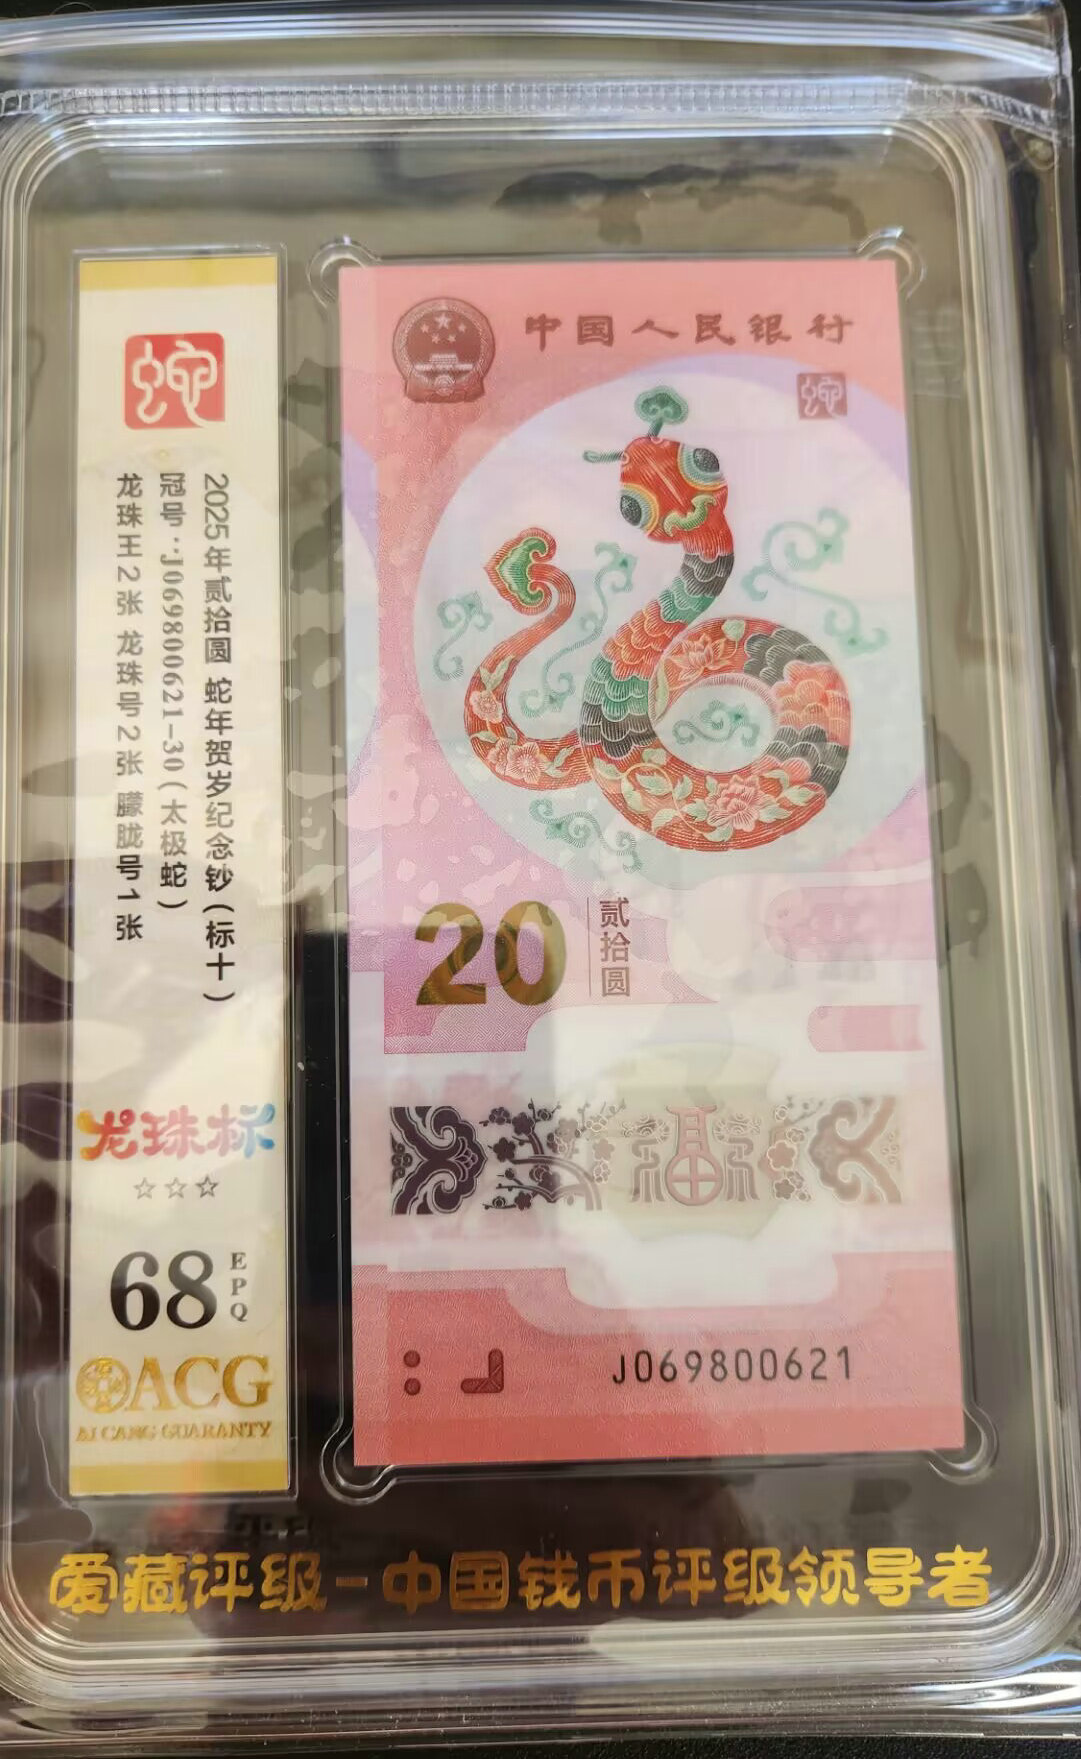 蛇
2025年贰拾圆 蛇年贺岁纪念钞(标十)
冠号:J069800621-30(太极蛇)
龙珠王2张 龙珠号2张 朦胧号1张
龙珠标
☆☆☆
68 EPQ
ACG
AI CANG GUARANTY
中国人民银行
蛇
20 贰拾圆
福
J069800621
爱藏评级-中国钱币评级领导者